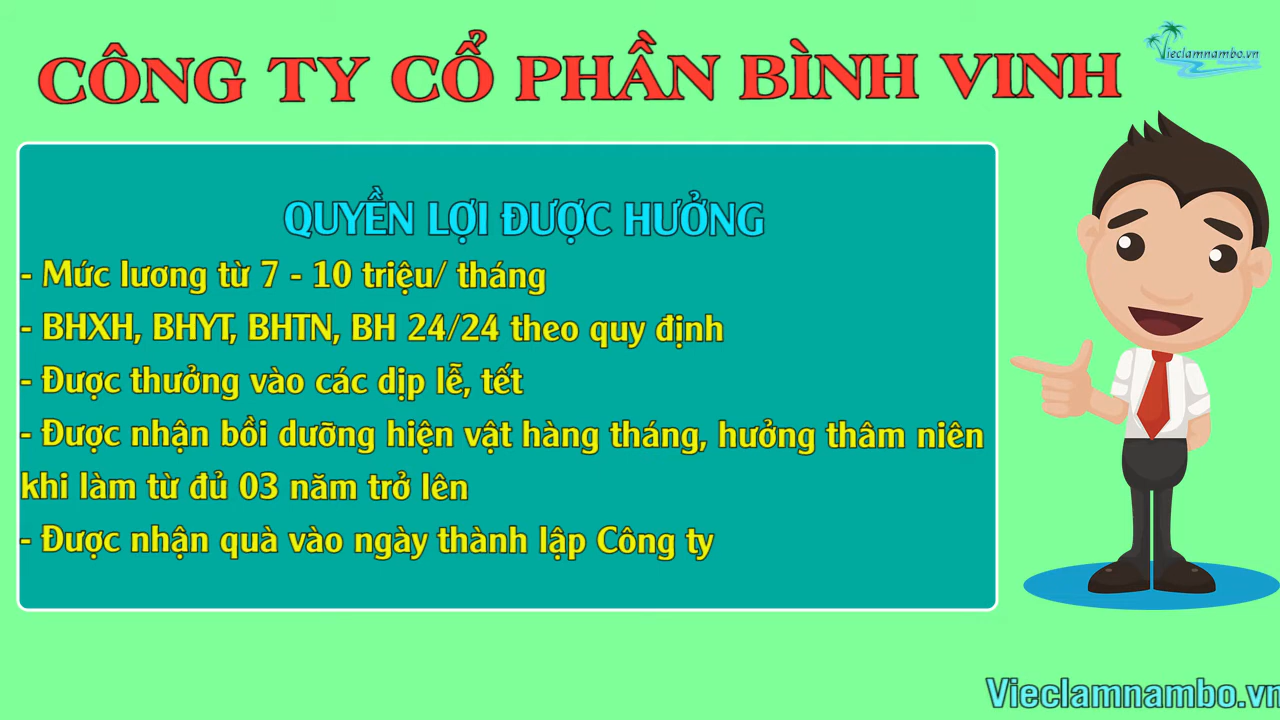 CÔNG TY CỔ PHẦN BÌNH VINH
Vieclamnambo.vn
QUYỀN LỢI ĐƯỢC HƯỞNG
- Mức lương từ 7 - 10 triệu/ tháng
- BHXH, BHYT, BHTN, BH 24/24 theo quy định
- Được thưởng vào các dịp lễ, tết
- Được nhận bồi dưỡng hiện vật hàng tháng, hưởng thâm niên
khi làm từ đủ 03 năm trở lên
- Được nhận quà vào ngày thành lập Công ty
Vieclamnambo.vn